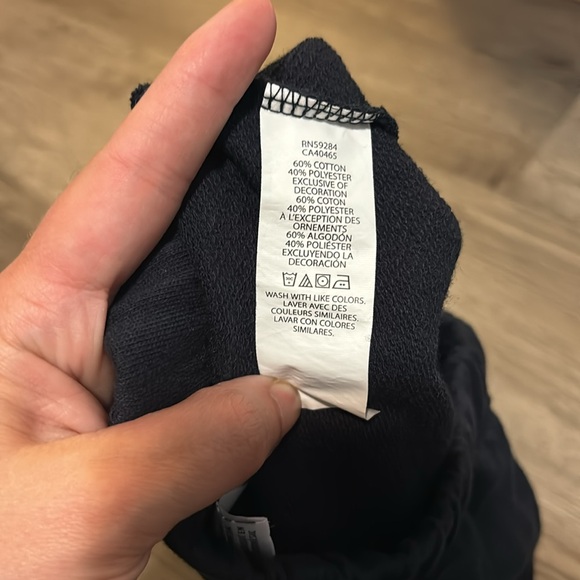 RN59284
CA40465
60% COTTON
40% POLYESTER
EXCLUSIVE OF
DECORATION
60% COTON
40% POLYESTER
À L'EXCEPTION DES
ORNEMENTS
60% ALGODÓN
40% POLIÉSTER
EXCLUYENDO LA
DECORACIÓN
WASH WITH LIKE COLORS.
LAVER AVEC DES
COULEURS SIMILAIRES.
LAVAR CON COLORES
SIMILARES.